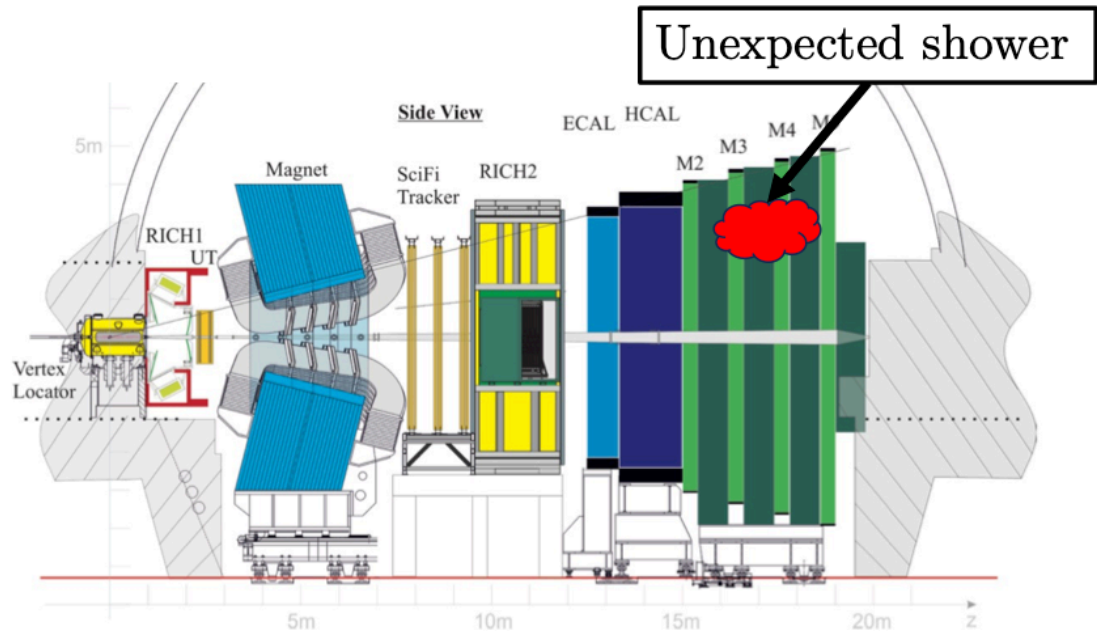 Unexpected shower
Side View
ECAL
HCAL
5m
M2
M3
M4
Magnet
SciFi
Tracker
RICH2
RICH1
UT
Vertex
Locator
5m
10m
15m
20m
z